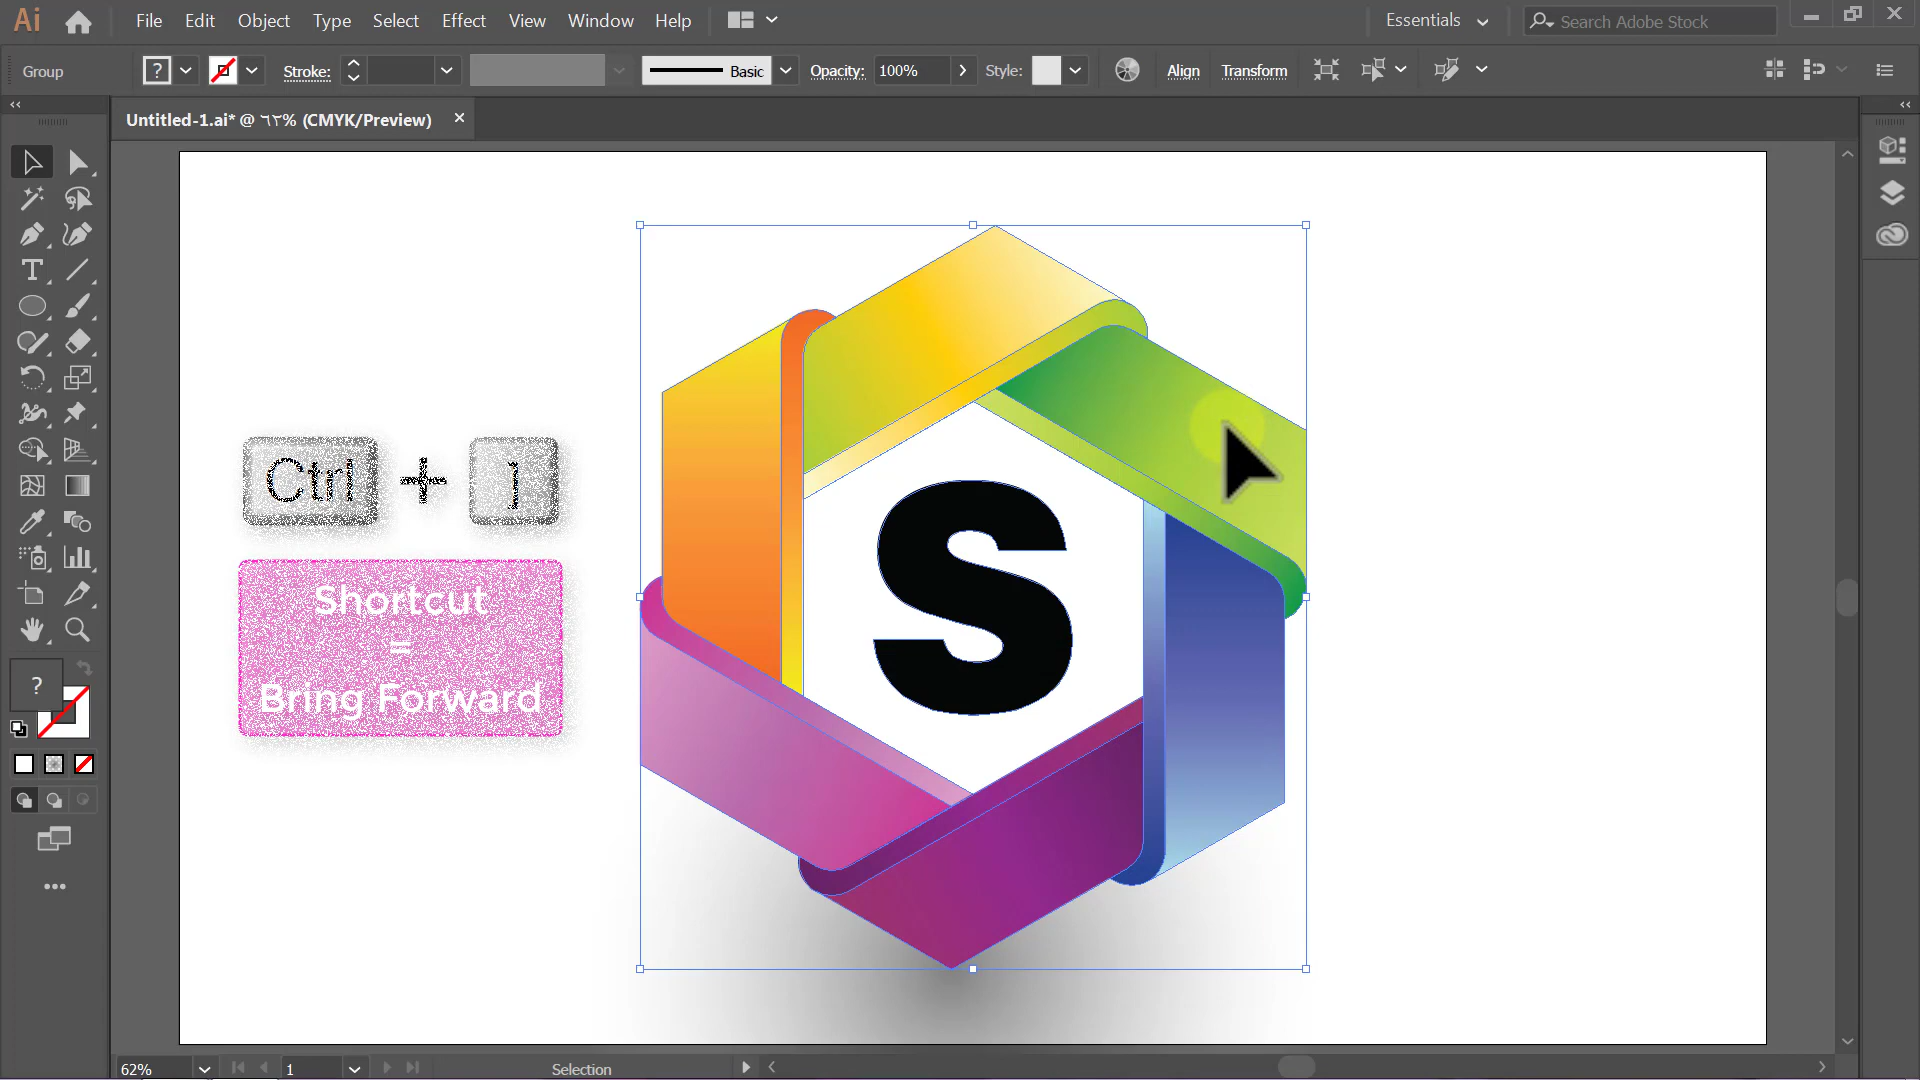 Ai File Edit Object Type Select Effect View Window Help Essentials Search Adobe Stock
Group ? Stroke: Basic Opacity: 100% Style: Align Transform
Untitled-1.ai* @ ٦٢% (CMYK/Preview)
S
Ctrl +
Shortcut
=
Bring Forward
?
62% 1 Selection